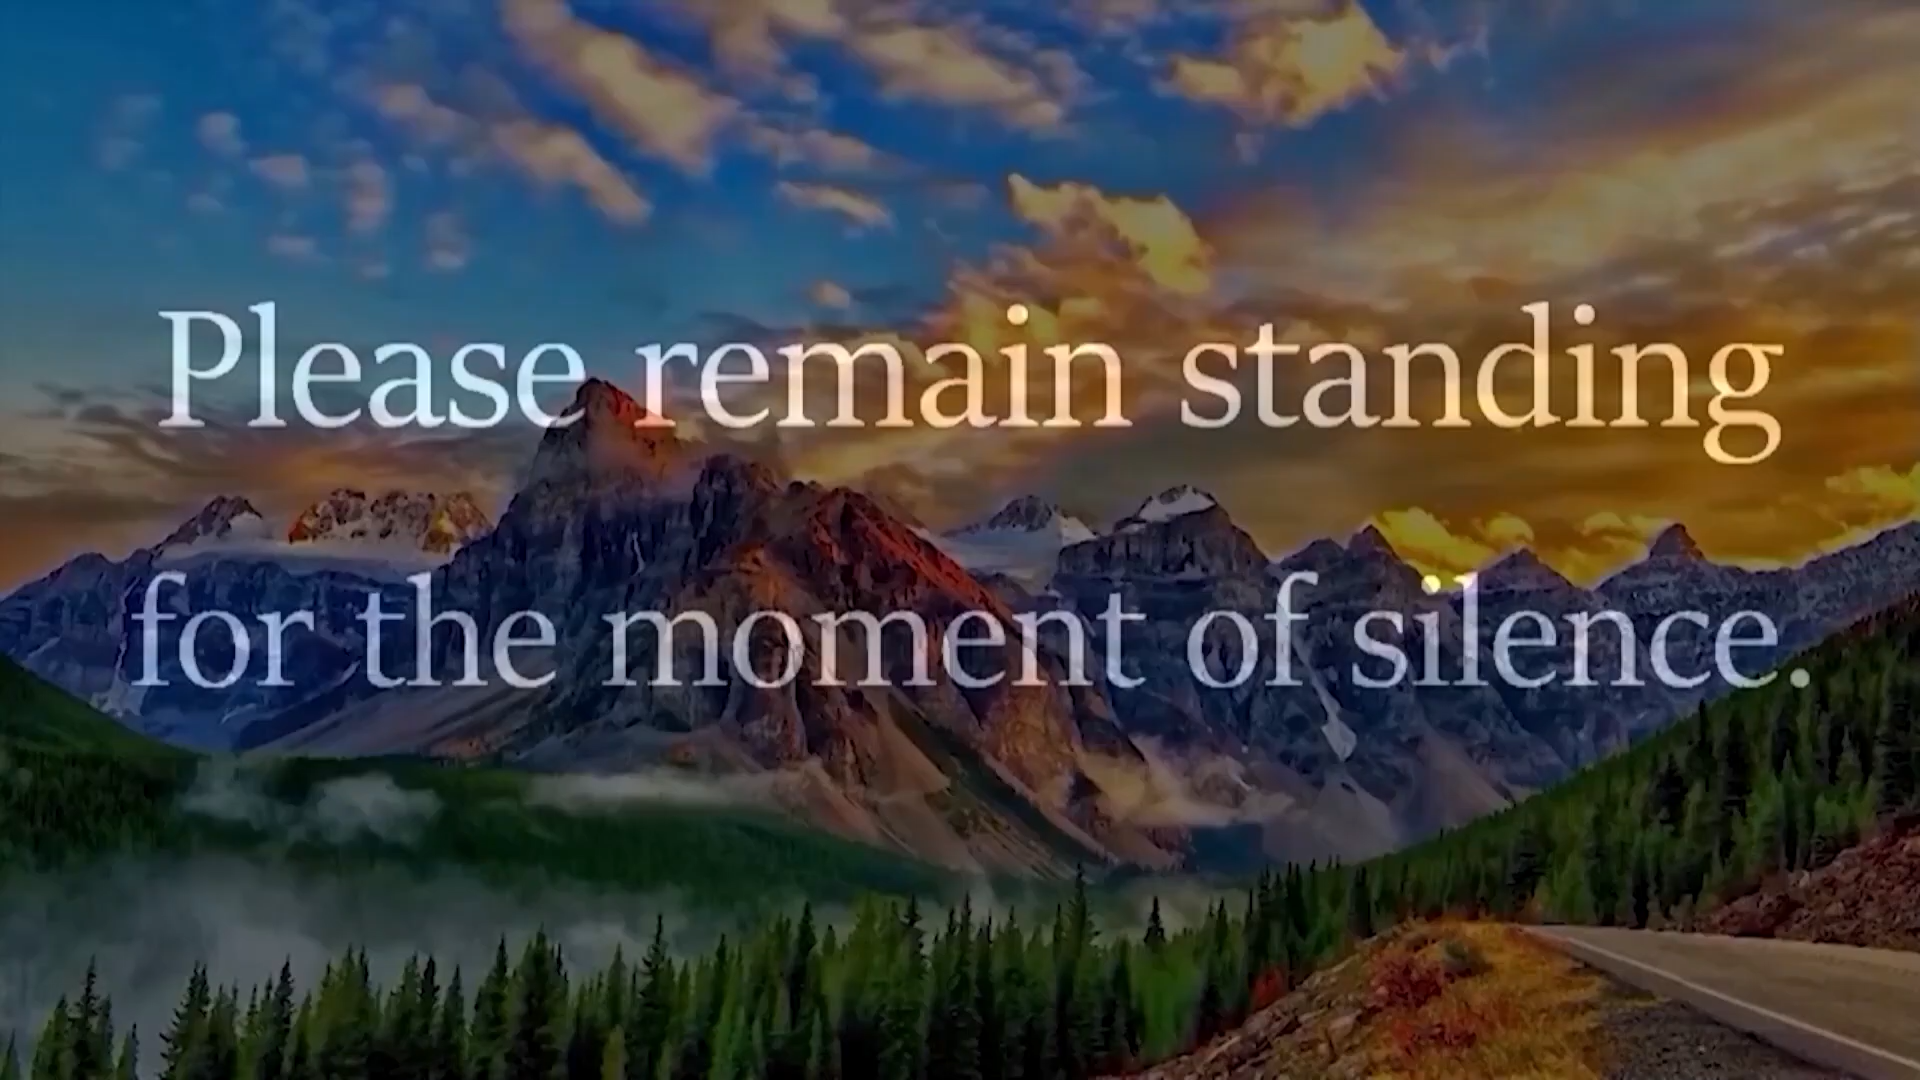 Please remain standing
for the moment of silence.